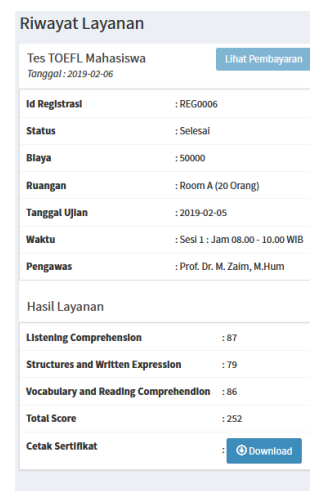 Riwayat Layanan
Tes TOEFL Mahasiswa
Lihat Pembayaran
Tanggal : 2019-02-06
Id Registrasi : REG0006
Status : Selesai
Biaya : 50000
Ruangan : Room A (20 Orang)
Tanggal Ujian : 2019-02-05
Waktu : Sesi 1 : Jam 08.00 - 10.00 WIB
Pengawas : Prof. Dr. M. Zaim, M.Hum
Hasil Layanan
Listening Comprehension : 87
Structures and Written Expression : 79
Vocabulary and Reading Comprehendion : 86
Total Score : 252
Cetak Sertifikat : Download